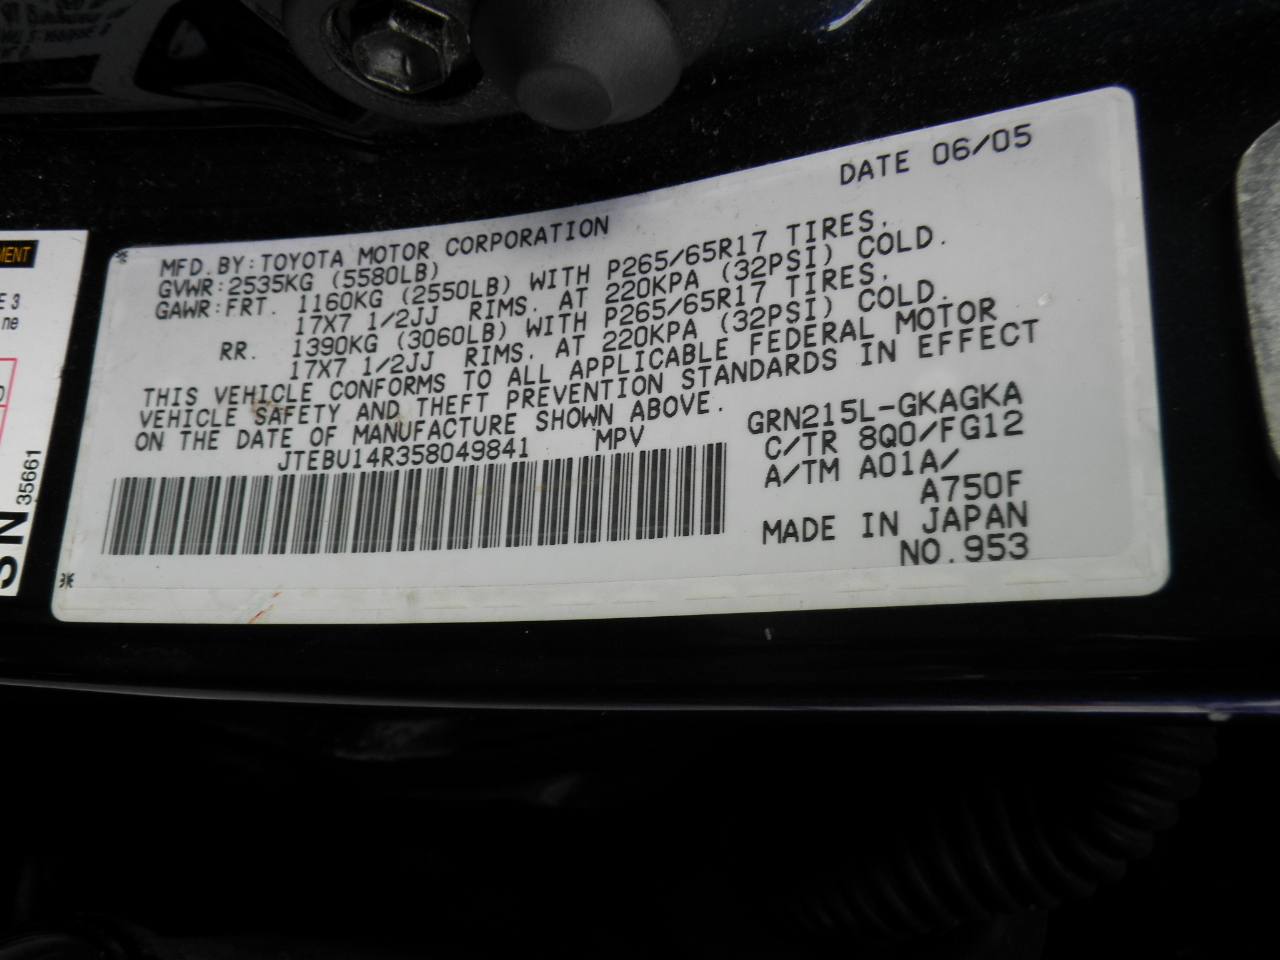 DATE 06/05
MFD.BY:TOYOTA MOTOR CORPORATION
GVWR:2535KG (5580LB)
GAWR:FRT. 1160KG (2550LB) WITH P265/65R17 TIRES.
17X7 1/2JJ RIMS. AT 220KPA (32PSI) COLD.
RR. 1390KG (3060LB) WITH P265/65R17 TIRES.
17X7 1/2JJ RIMS. AT 220KPA (32PSI) COLD.
THIS VEHICLE CONFORMS TO ALL APPLICABLE FEDERAL MOTOR
VEHICLE SAFETY AND THEFT PREVENTION STANDARDS IN EFFECT
ON THE DATE OF MANUFACTURE SHOWN ABOVE.
JTEBU14R358049841 MPV
GRN215L-GKAGKA
C/TR 8Q0/FG12
A/TM A01A/
A750F
MADE IN JAPAN
NO.953
35661